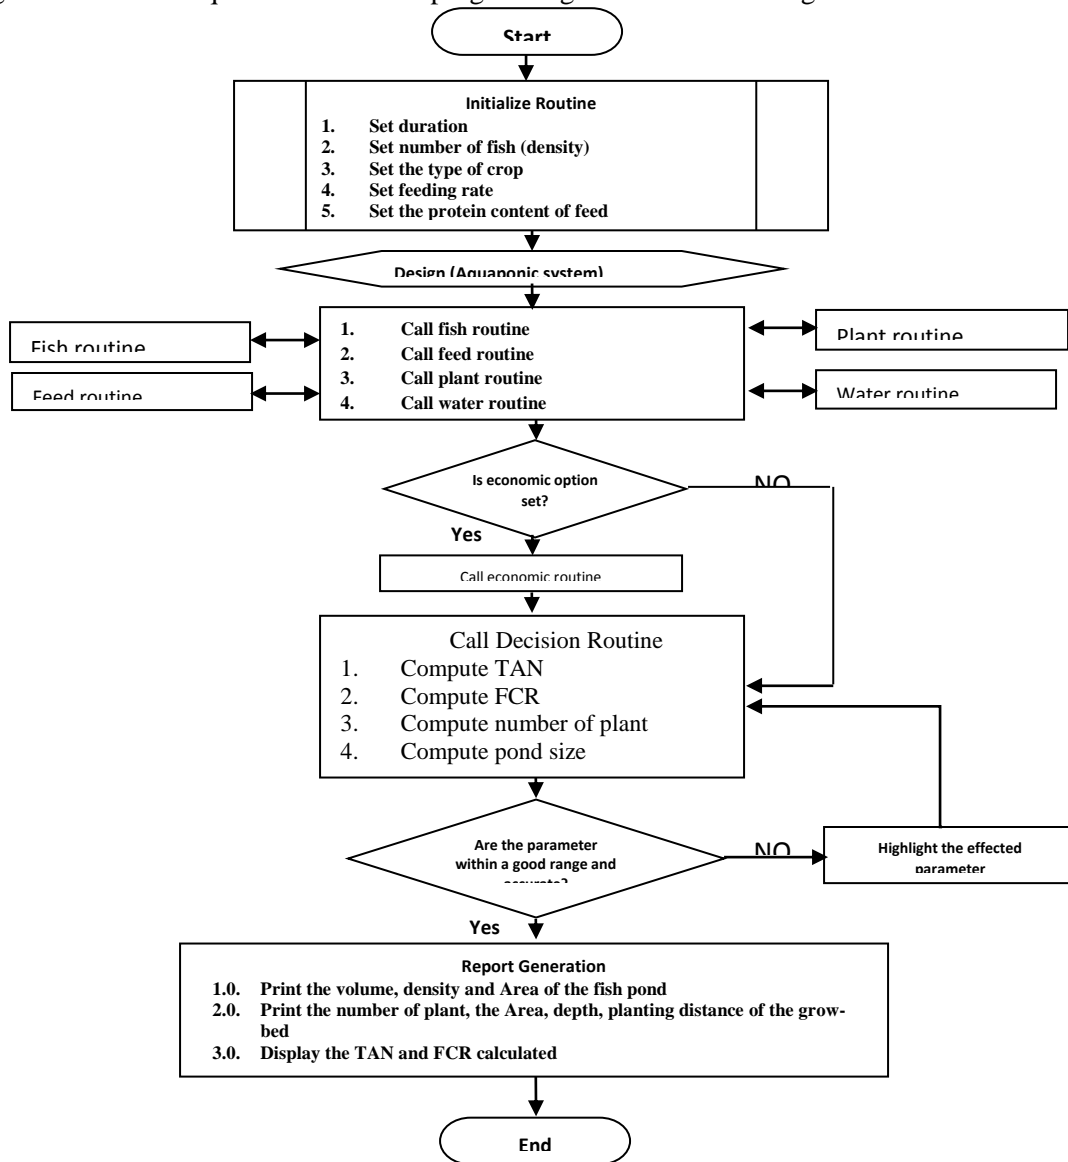 Start
Initialize Routine
1. Set duration
2. Set number of fish (density)
3. Set the type of crop
4. Set feeding rate
5. Set the protein content of feed
Design (Aquaponic system)
1. Call fish routine
2. Call feed routine
3. Call plant routine
4. Call water routine
Fish routine
Feed routine
Plant routine
Water routine
Is economic option
set?
NO
Yes
Call economic routine
Call Decision Routine
1. Compute TAN
2. Compute FCR
3. Compute number of plant
4. Compute pond size
Are the parameter
within a good range and
accurate?
NO
Highlight the effected
parameter
Yes
Report Generation
1.0. Print the volume, density and Area of the fish pond
2.0. Print the number of plant, the Area, depth, planting distance of the grow-
bed
3.0. Display the TAN and FCR calculated
End